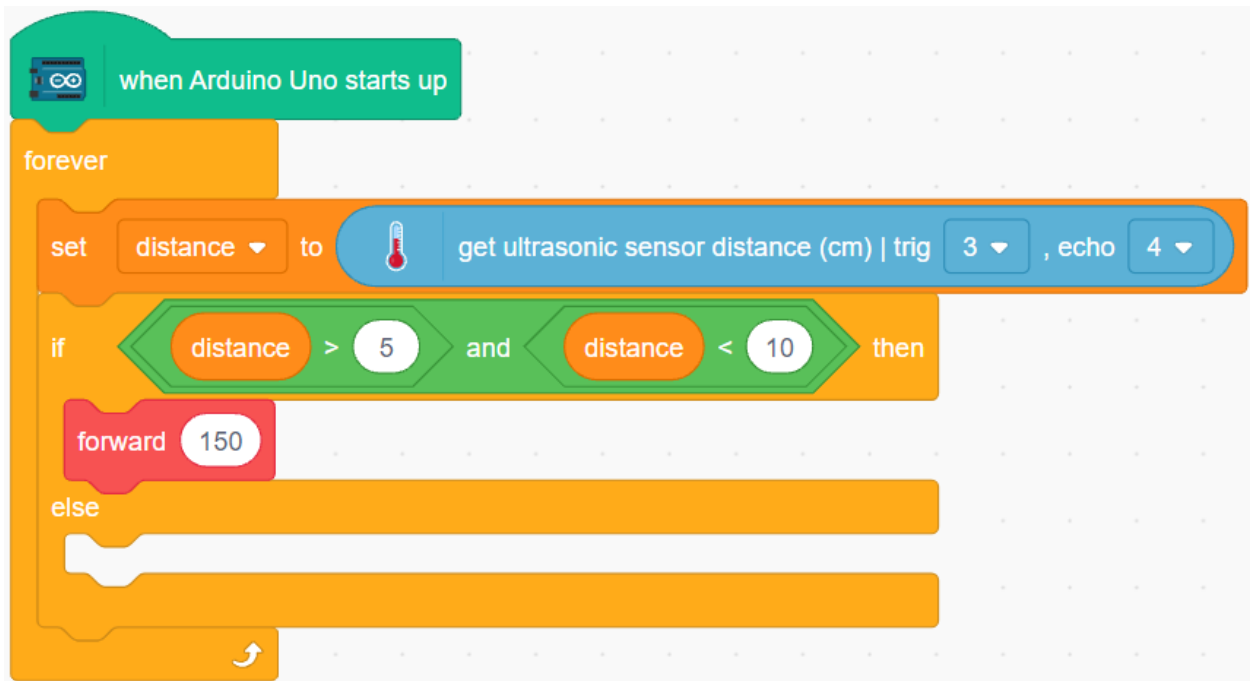 when Arduino Uno starts up
forever
set distance to get ultrasonic sensor distance (cm) | trig 3 , echo 4
if distance > 5 and distance < 10 then
forward 150
else